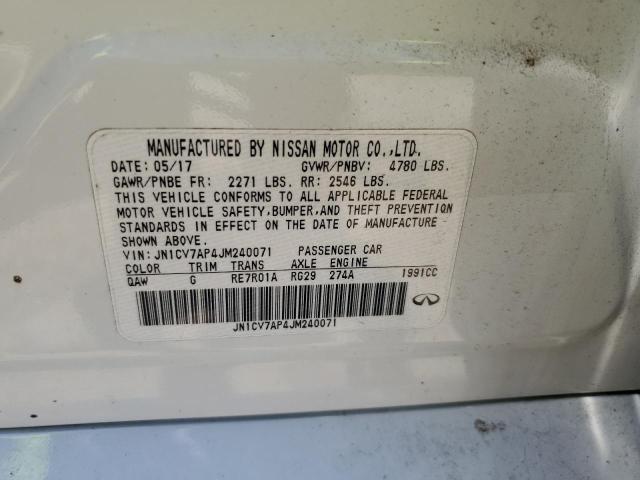 MANUFACTURED BY NISSAN MOTOR CO.,LTD.
DATE: 05/17 GVWR/PNBV: 4780 LBS.
GAWR/PNBE FR: 2271 LBS. RR: 2546 LBS.
THIS VEHICLE CONFORMS TO ALL APPLICABLE FEDERAL
MOTOR VEHICLE SAFETY,BUMPER,AND THEFT PREVENTION
STANDARDS IN EFFECT ON THE DATE OF MANUFACTURE
SHOWN ABOVE.
VIN: JN1CV7AP4JM240071 PASSENGER CAR
COLOR TRIM TRANS AXLE ENGINE
QAW G RE7R01A RG29 274A 1991CC
JN1CV7AP4JM240071